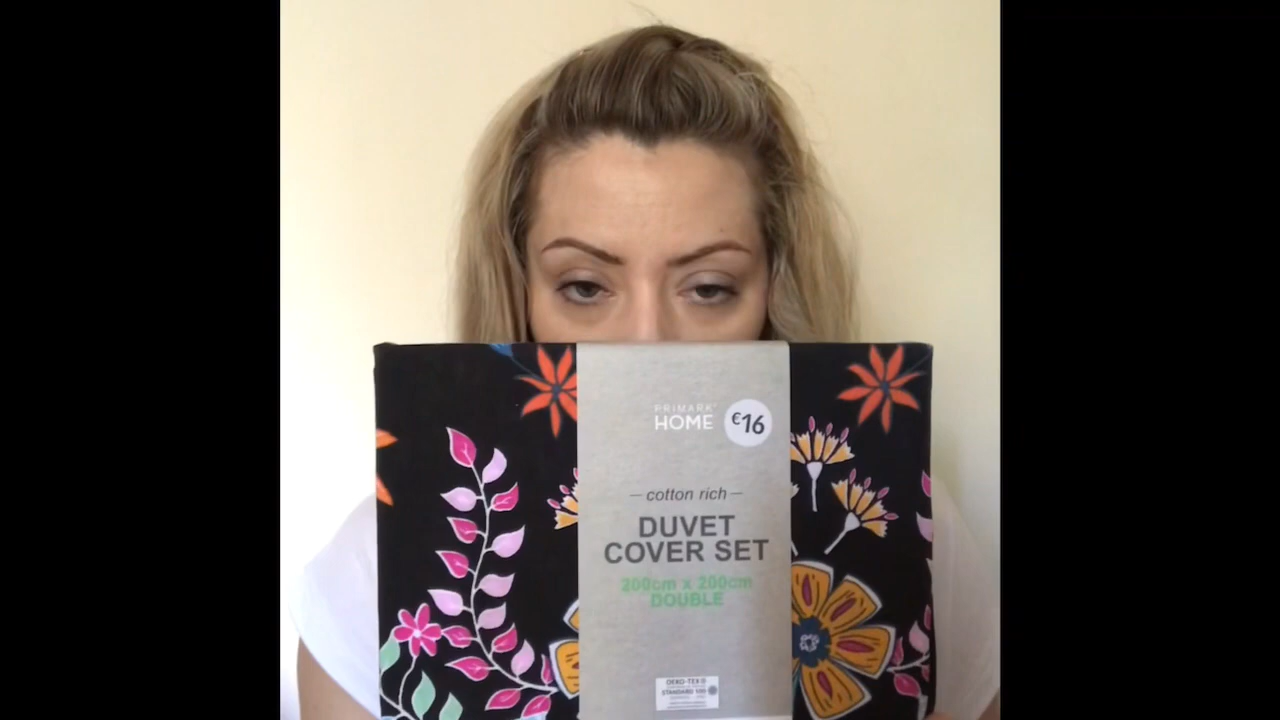 PRIMARK
HOME
€16
– cotton rich –
DUVET
COVER SET
200cm x 200cm
DOUBLE
OEKO-TEX®
STANDARD 100